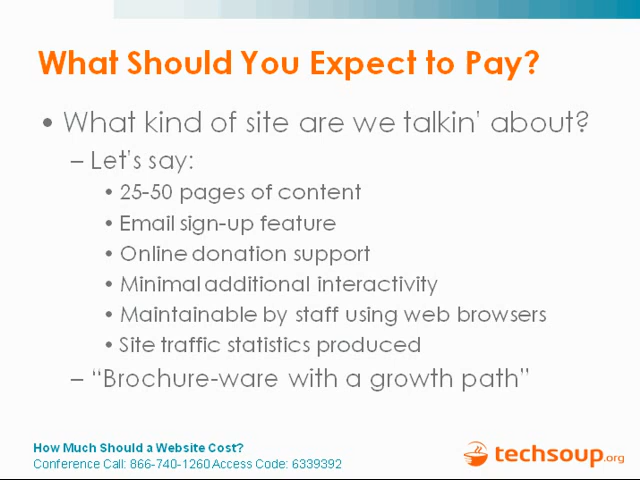 What Should You Expect to Pay?
• What kind of site are we talkin' about?
– Let's say:
• 25-50 pages of content
• Email sign-up feature
• Online donation support
• Minimal additional interactivity
• Maintainable by staff using web browsers
• Site traffic statistics produced
– “Brochure-ware with a growth path”
How Much Should a Website Cost?
Conference Call: 866-740-1260 Access Code: 6339392
techsoup.org